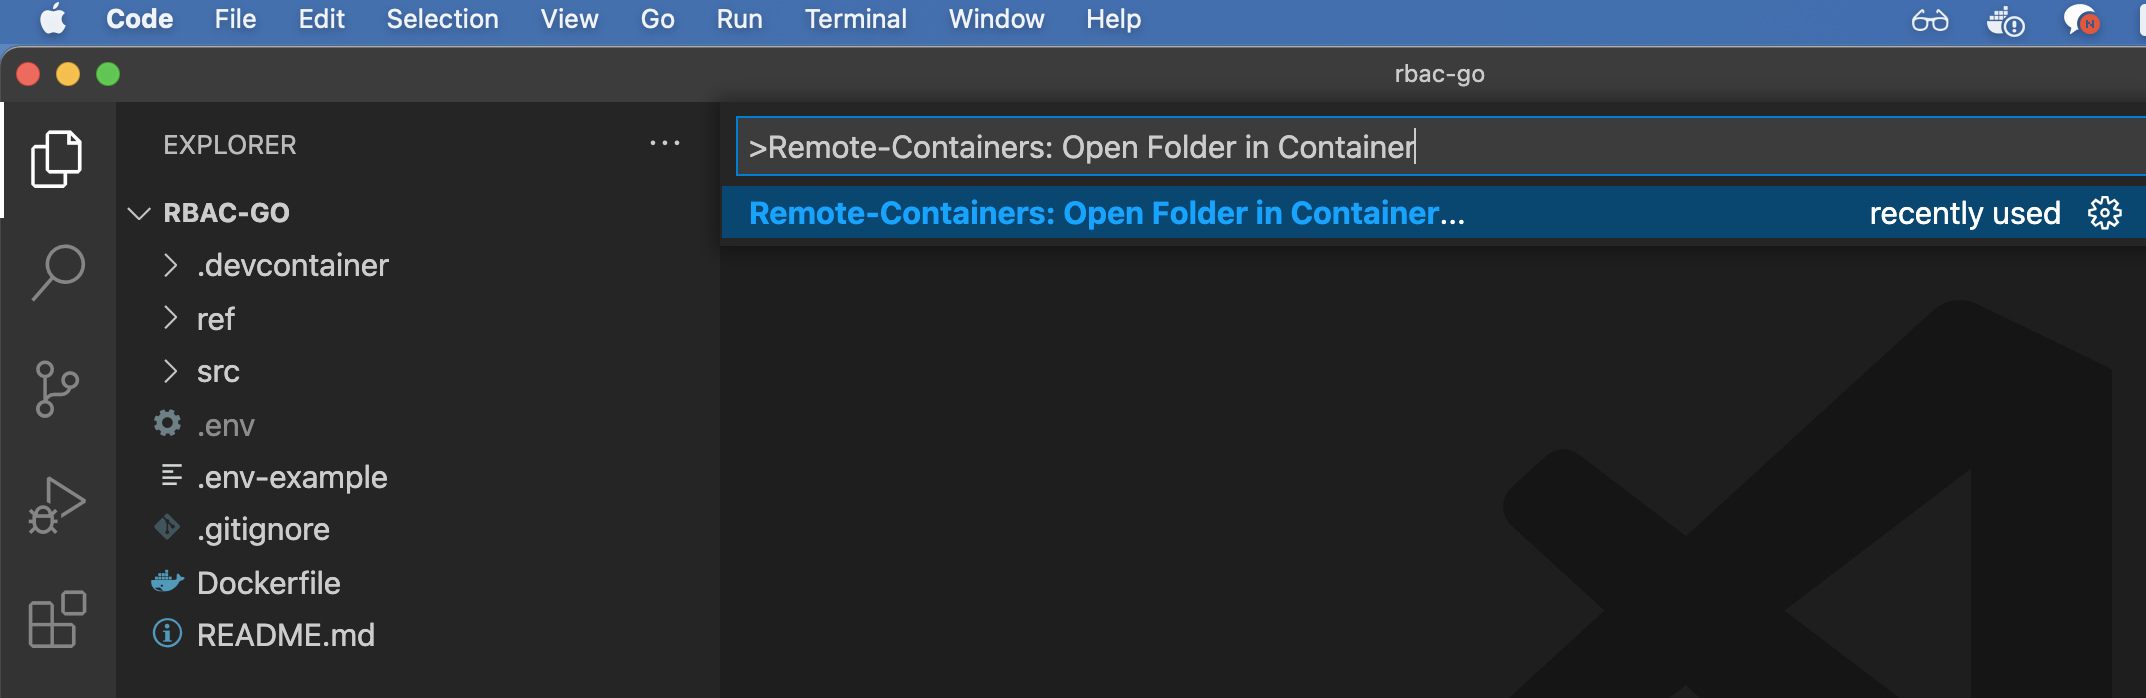 Code File Edit Selection View Go Run Terminal Window Help
N
rbac-go
EXPLORER ···
>Remote-Containers: Open Folder in Container
Remote-Containers: Open Folder in Container... recently used
RBAC-GO
.devcontainer
ref
src
.env
.env-example
.gitignore
Dockerfile
README.md